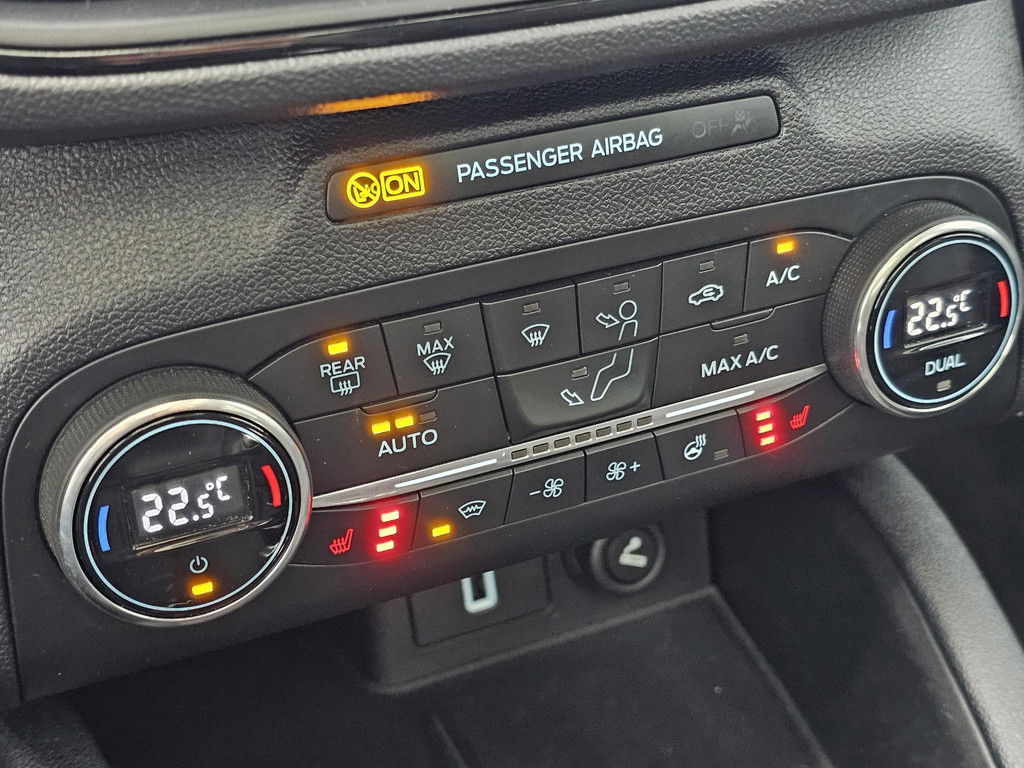 ON PASSENGER AIRBAG OFF
A/C
22.5°C
MAX
REAR
MAX A/C
DUAL
AUTO
22.5°C
- +